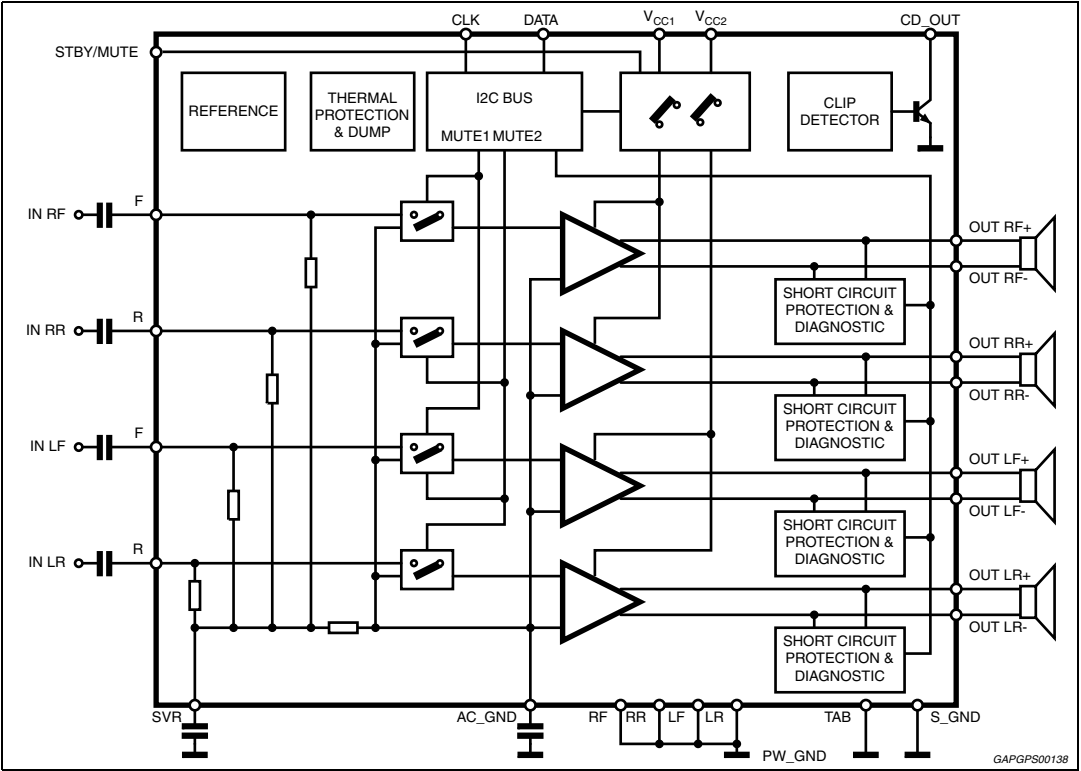 CLK DATA VCC1 VCC2 CD_OUT
STBY/MUTE
REFERENCE
THERMAL
PROTECTION
& DUMP
I2C BUS
MUTE1 MUTE2
CLIP
DETECTOR
IN RF F
OUT RF+
OUT RF-
SHORT CIRCUIT
PROTECTION &
DIAGNOSTIC
IN RR R
OUT RR+
OUT RR-
SHORT CIRCUIT
PROTECTION &
DIAGNOSTIC
IN LF F
OUT LF+
OUT LF-
SHORT CIRCUIT
PROTECTION &
DIAGNOSTIC
IN LR R
OUT LR+
OUT LR-
SHORT CIRCUIT
PROTECTION &
DIAGNOSTIC
SVR AC_GND RF RR LF LR TAB S_GND
PW_GND
GAPGPS00138